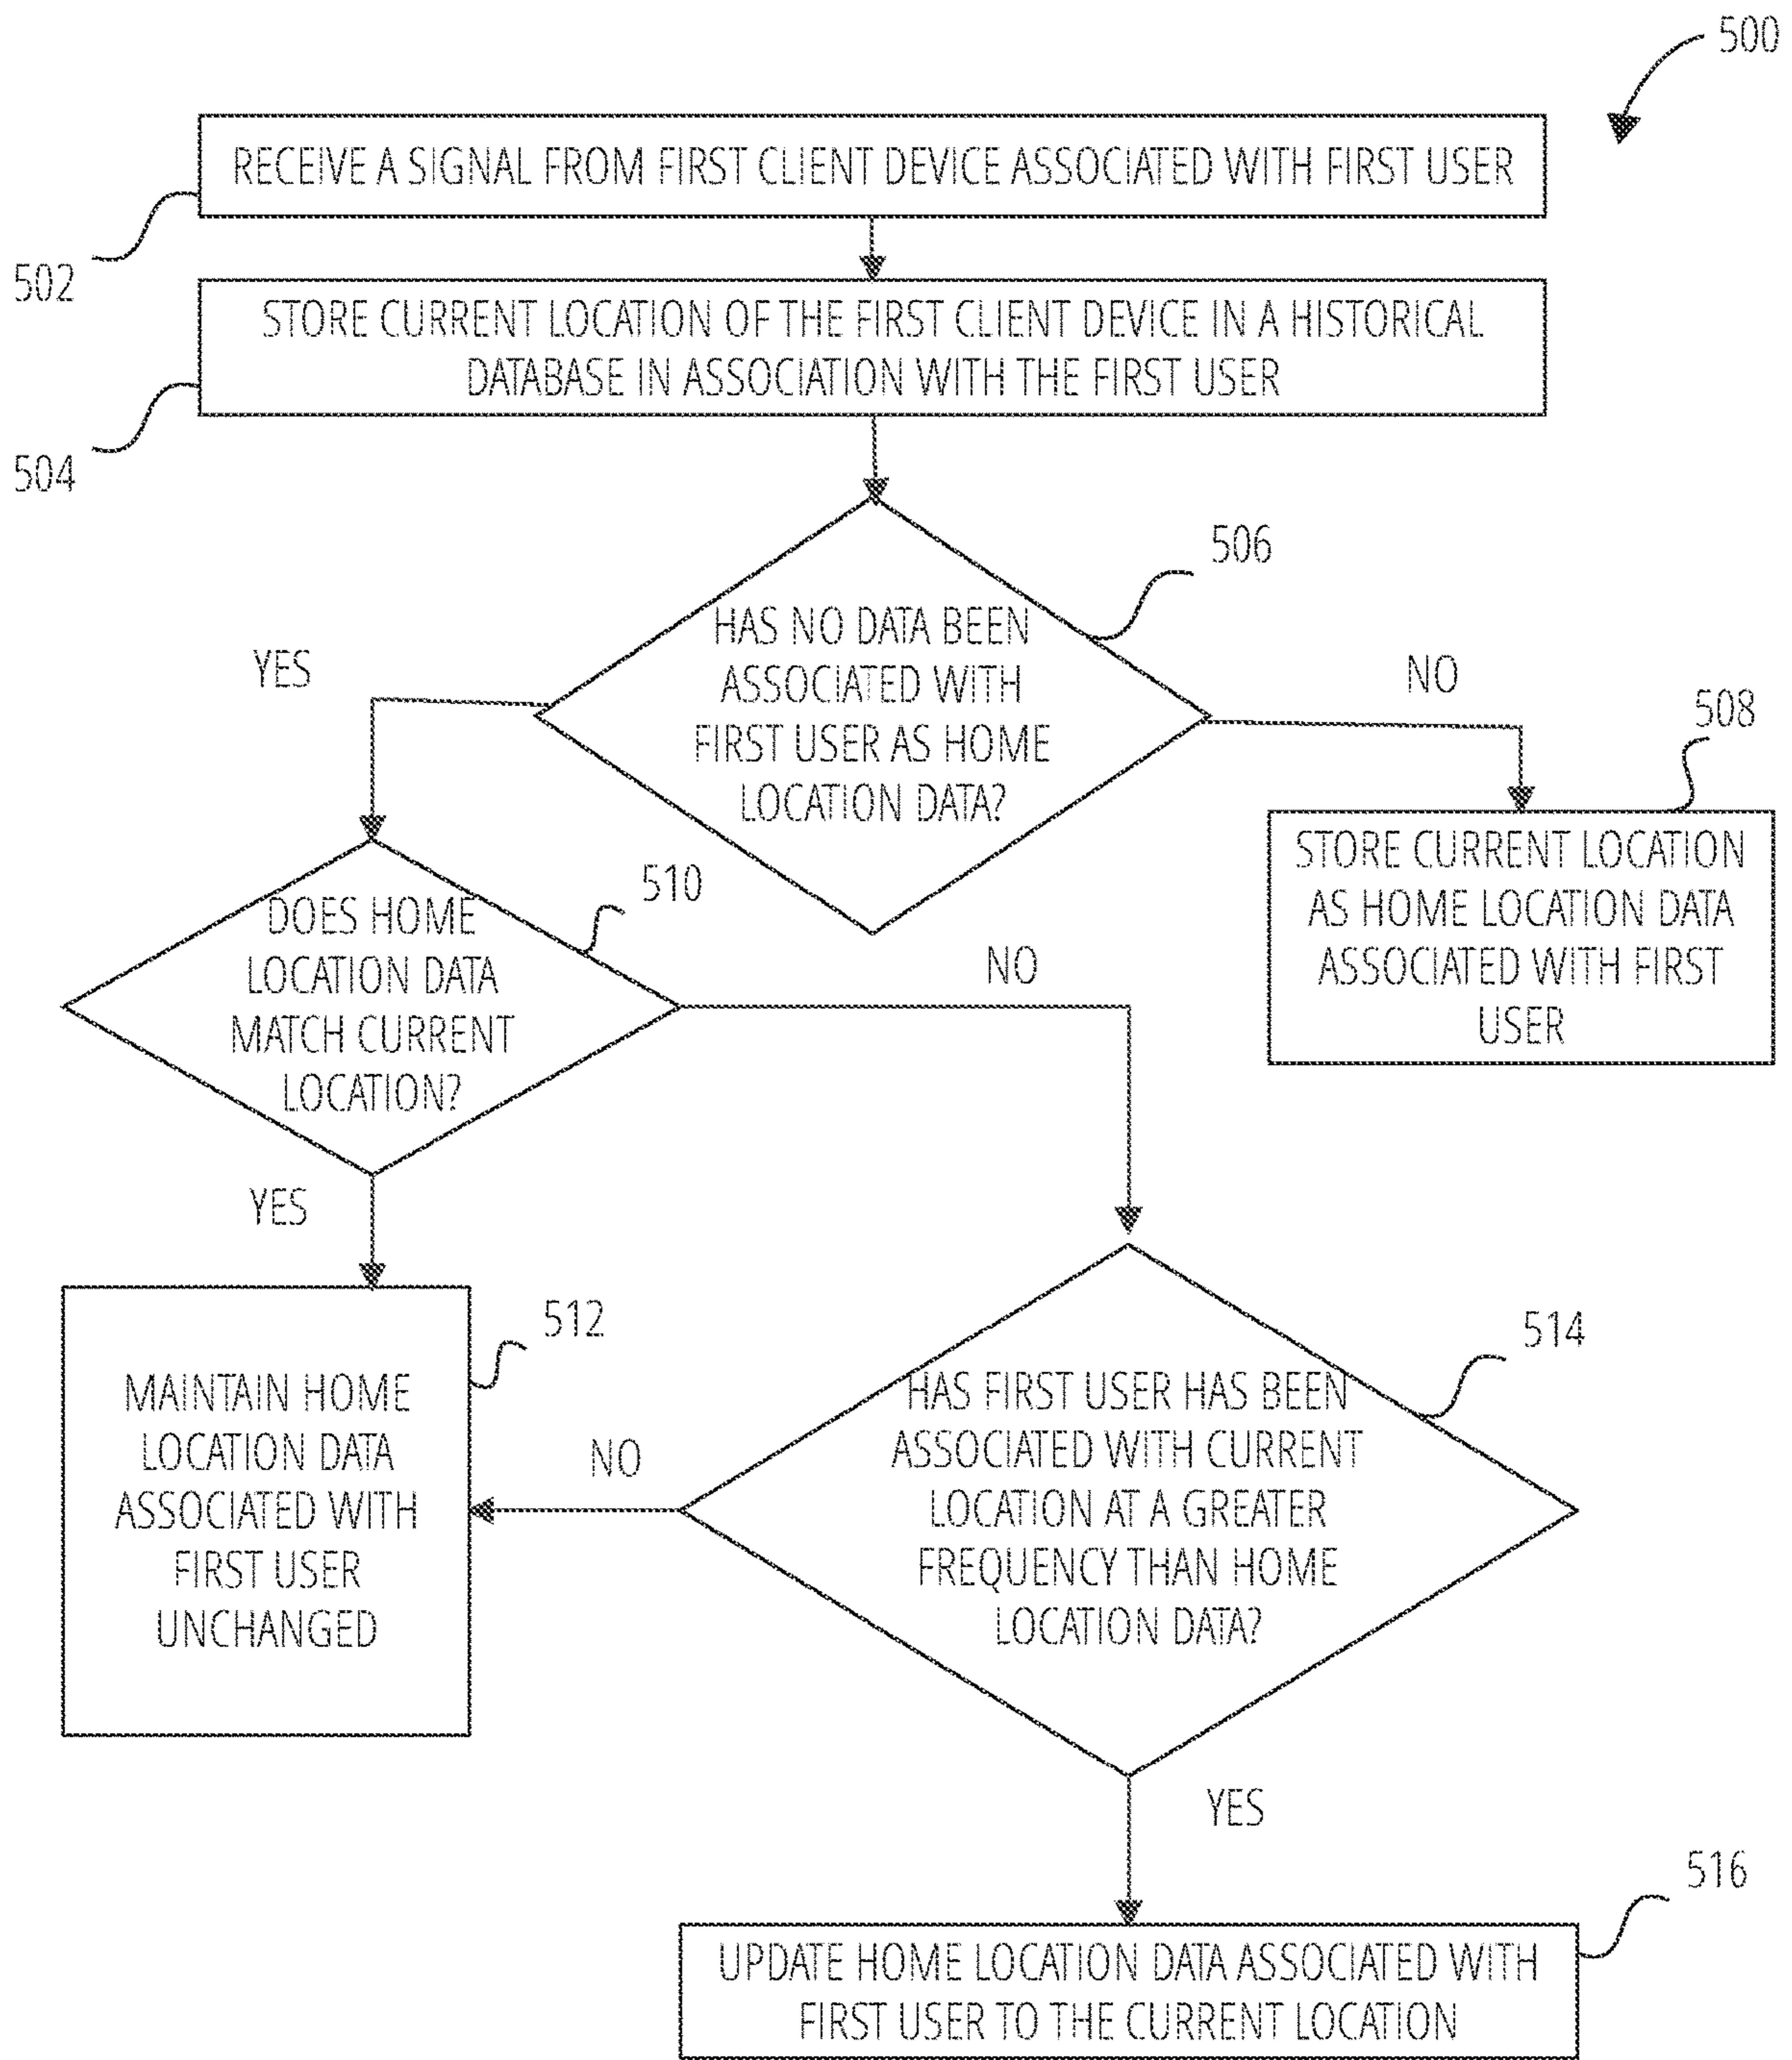 500
RECEIVE A SIGNAL FROM FIRST CLIENT DEVICE ASSOCIATED WITH FIRST USER
502
STORE CURRENT LOCATION OF THE FIRST CLIENT DEVICE IN A HISTORICAL
DATABASE IN ASSOCIATION WITH THE FIRST USER
504
506
HAS NO DATA BEEN
ASSOCIATED WITH
FIRST USER AS HOME
LOCATION DATA?
YES
NO
508
STORE CURRENT LOCATION
AS HOME LOCATION DATA
ASSOCIATED WITH FIRST
USER
510
DOES HOME
LOCATION DATA
MATCH CURRENT
LOCATION?
NO
YES
512
MAINTAIN HOME
LOCATION DATA
ASSOCIATED WITH
FIRST USER
UNCHANGED
514
HAS FIRST USER HAS BEEN
ASSOCIATED WITH CURRENT
LOCATION AT A GREATER
FREQUENCY THAN HOME
LOCATION DATA?
NO
YES
516
UPDATE HOME LOCATION DATA ASSOCIATED WITH
FIRST USER TO THE CURRENT LOCATION